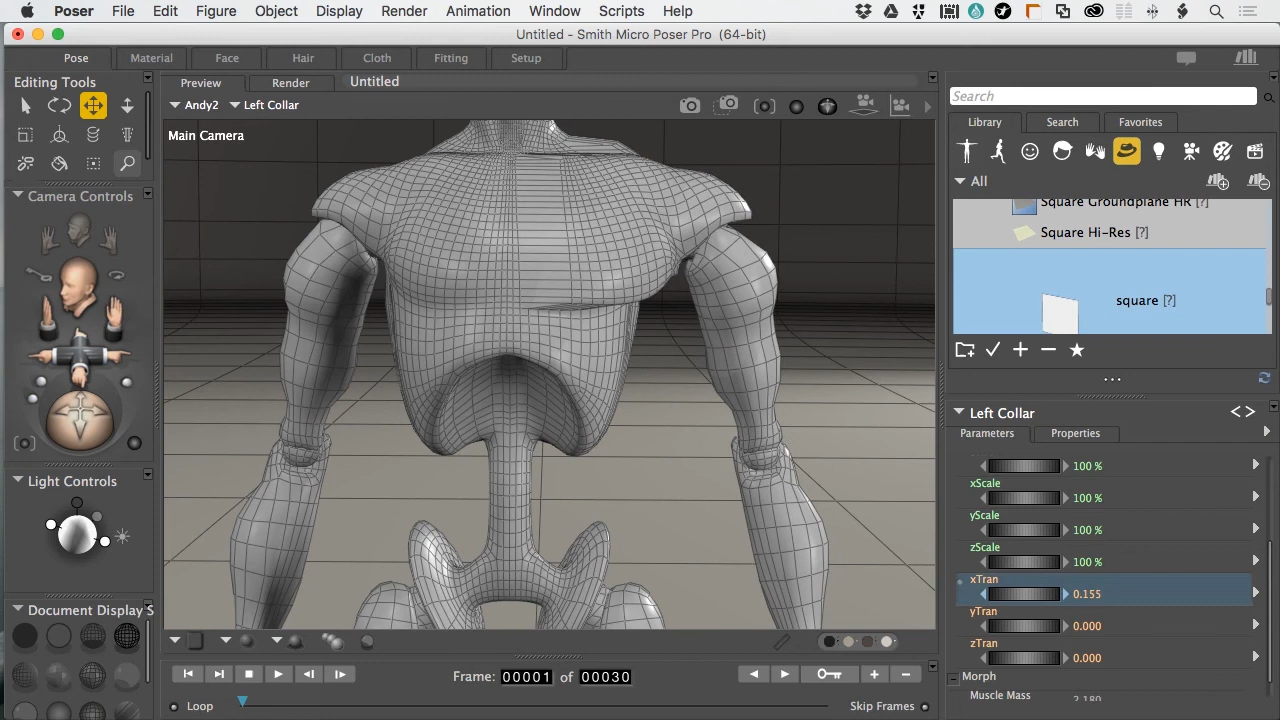 Poser File Edit Figure Object Display Render Animation Window Scripts Help
Untitled - Smith Micro Poser Pro (64-bit)
Pose Material Face Hair Cloth Fitting Setup
Editing Tools
Preview Render Untitled
Andy2 Left Collar
Main Camera
Camera Controls
Light Controls
Document Display S
Search
Library Search Favorites
All
Square Groundplane HR [?]
Square Hi-Res [?]
square [?]
Left Collar
Parameters Properties
100 %
xScale
100 %
yScale
100 %
zScale
100 %
xTran
0.155
yTran
0.000
zTran
0.000
Morph
Muscle Mass
2.180
Frame: 00001 of 00030
Loop
Skip Frames